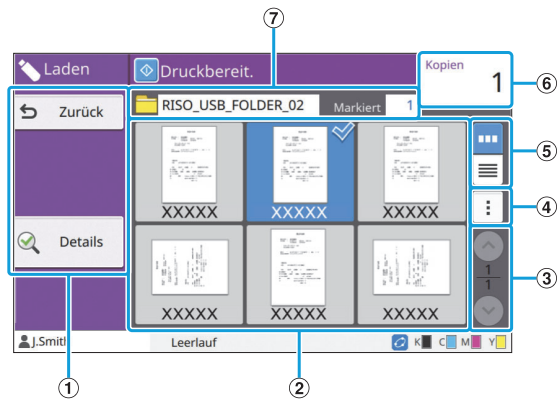 7
Laden
Druckbereit.
Kopien
1
6
Zurück
RISO_USB_FOLDER_02
Markiert
1
5
XXXXX
XXXXX
XXXXX
4
Details
1
1
3
XXXXX
XXXXX
XXXXX
J.Smith
Leerlauf
K
C
M
Y
1
2